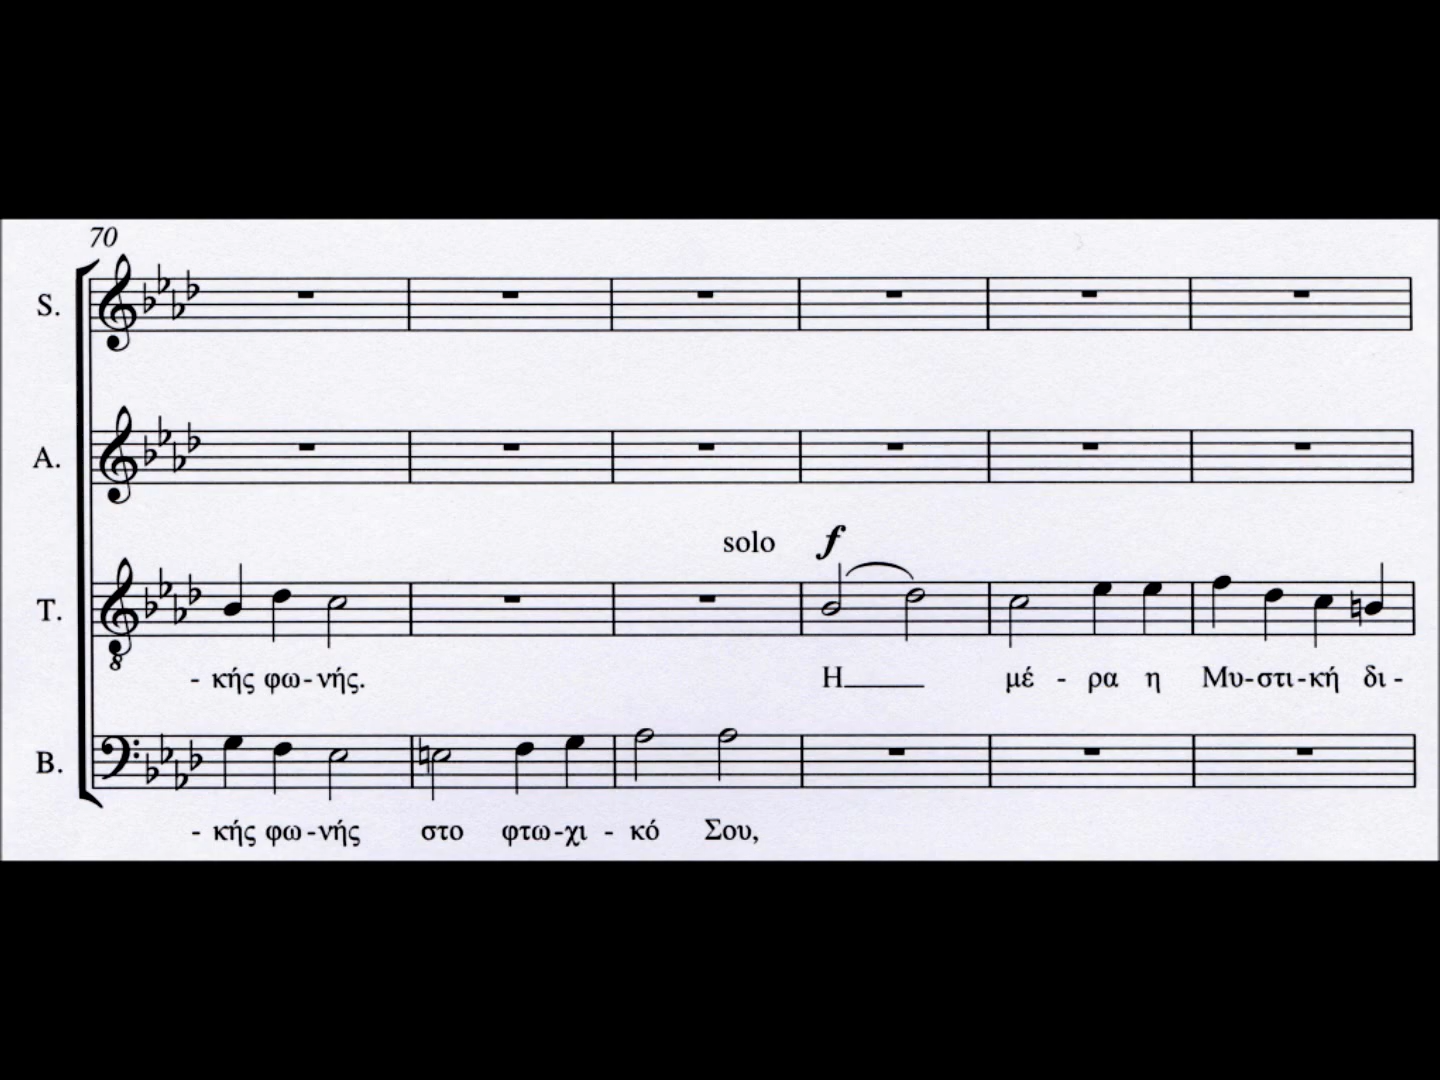 70
S.
A.
solo f
T.
- κής φω - νής. Η μέ - ρα η Μυ - στι - κή δι -
B.
- κής φω - νής στο φτω - χι - κό Σου,